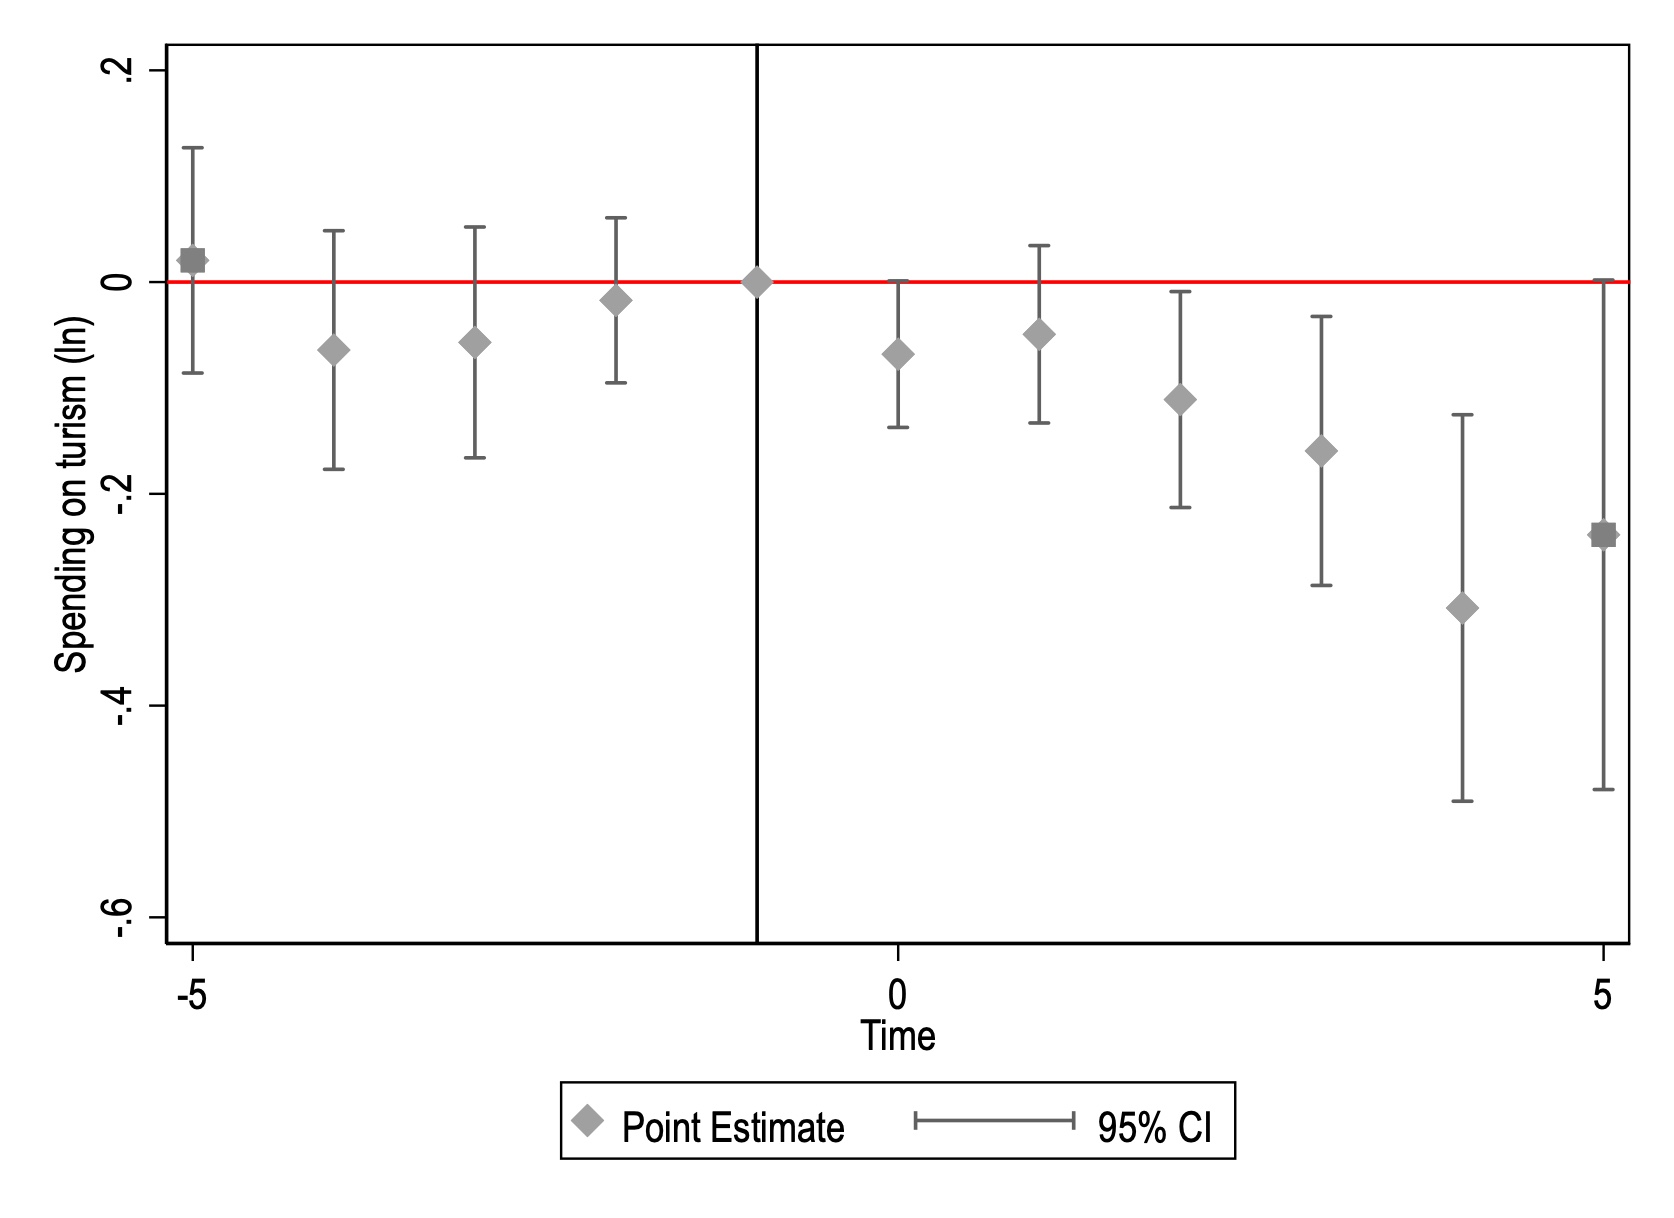 .2
0
-.2
-.4
-.6
Spending on turism (ln)
-5
0
5
Time
Point Estimate
95% CI